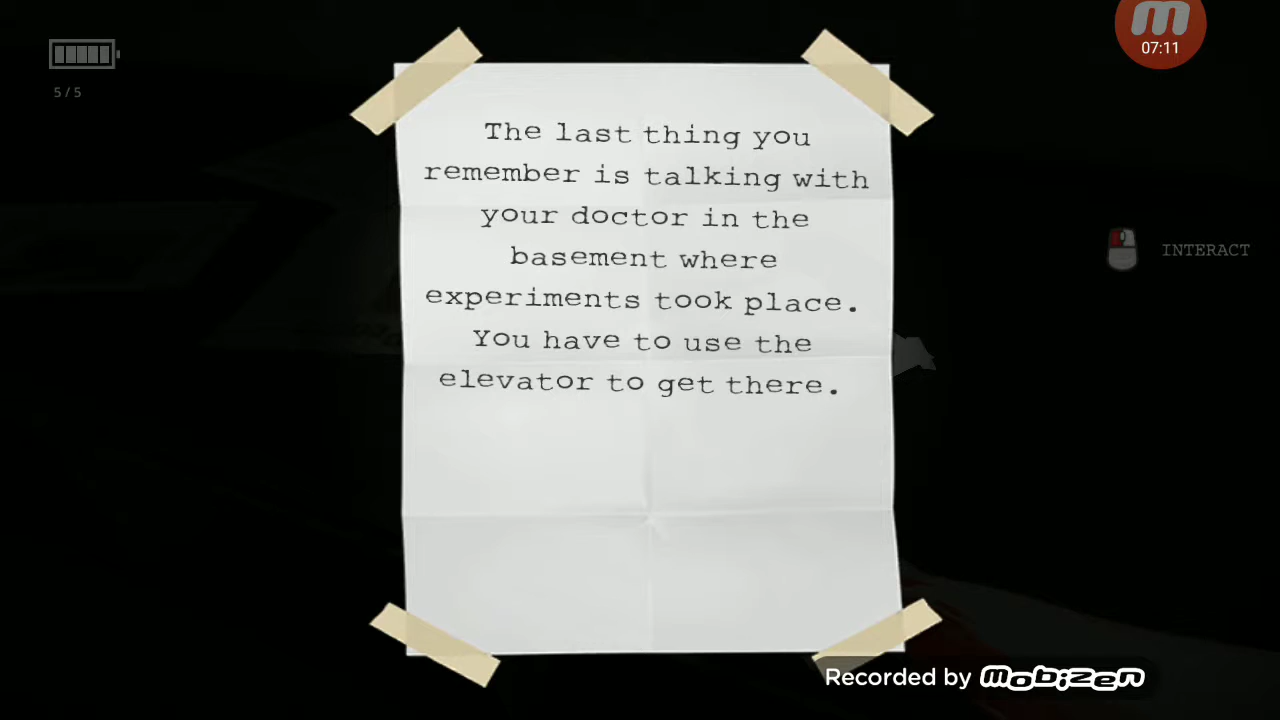 07:11
5/5
The last thing you
remember is talking with
your doctor in the
basement where
experiments took place.
You have to use the
elevator to get there.
INTERACT
Recorded by mobizen